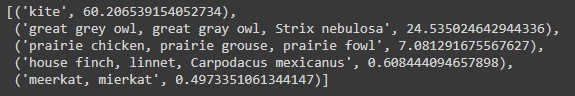 [('kite', 60.206539154052734),
('great grey owl, great gray owl, Strix nebulosa', 24.535024642944336),
('prairie chicken, prairie grouse, prairie fowl', 7.081291675567627),
('house finch, linnet, Carpodacus mexicanus', 0.608444094657898),
('meerkat, mierkat', 0.4973351061344147)]